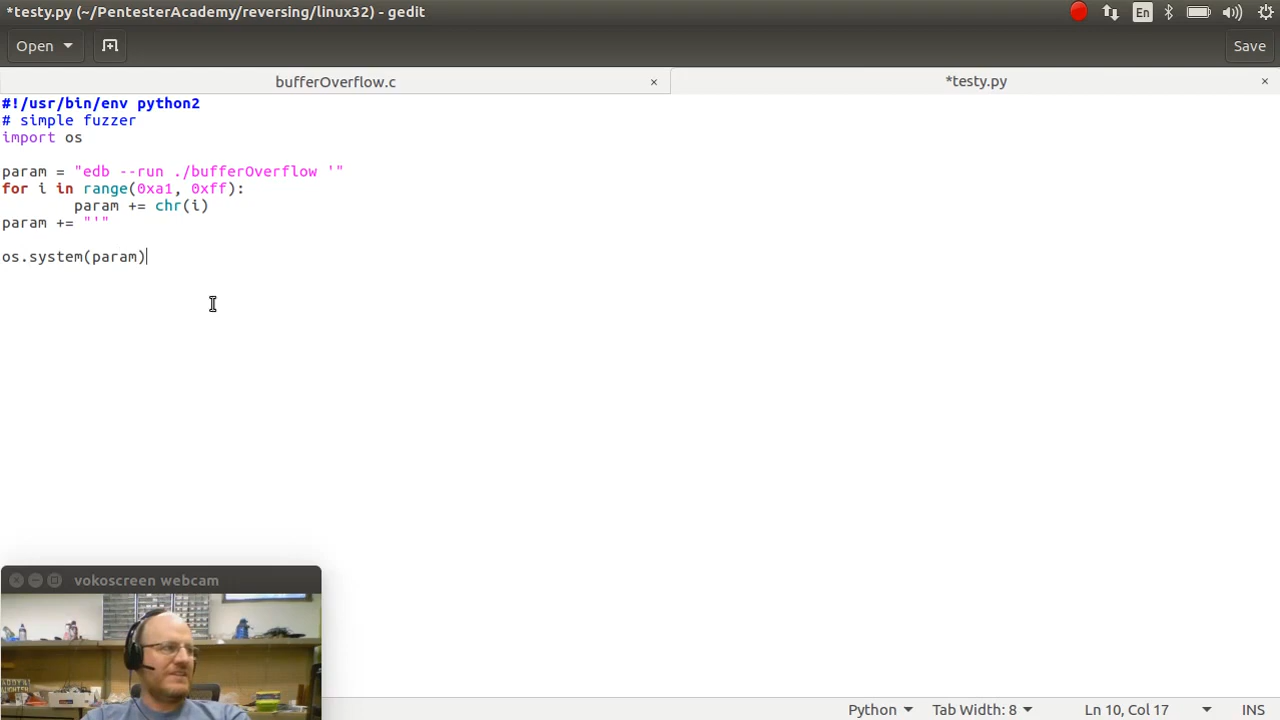 *testy.py (~/PentesterAcademy/reversing/linux32) - gedit
En
Open
Save
bufferOverflow.c ×
*testy.py ×
#!/usr/bin/env python2
# simple fuzzer
import os
param = "edb --run ./bufferOverflow '"
for i in range(0xa1, 0xff):
param += chr(i)
param += "'"
os.system(param)
vokoscreen webcam
Python
Tab Width: 8
Ln 10, Col 17
INS